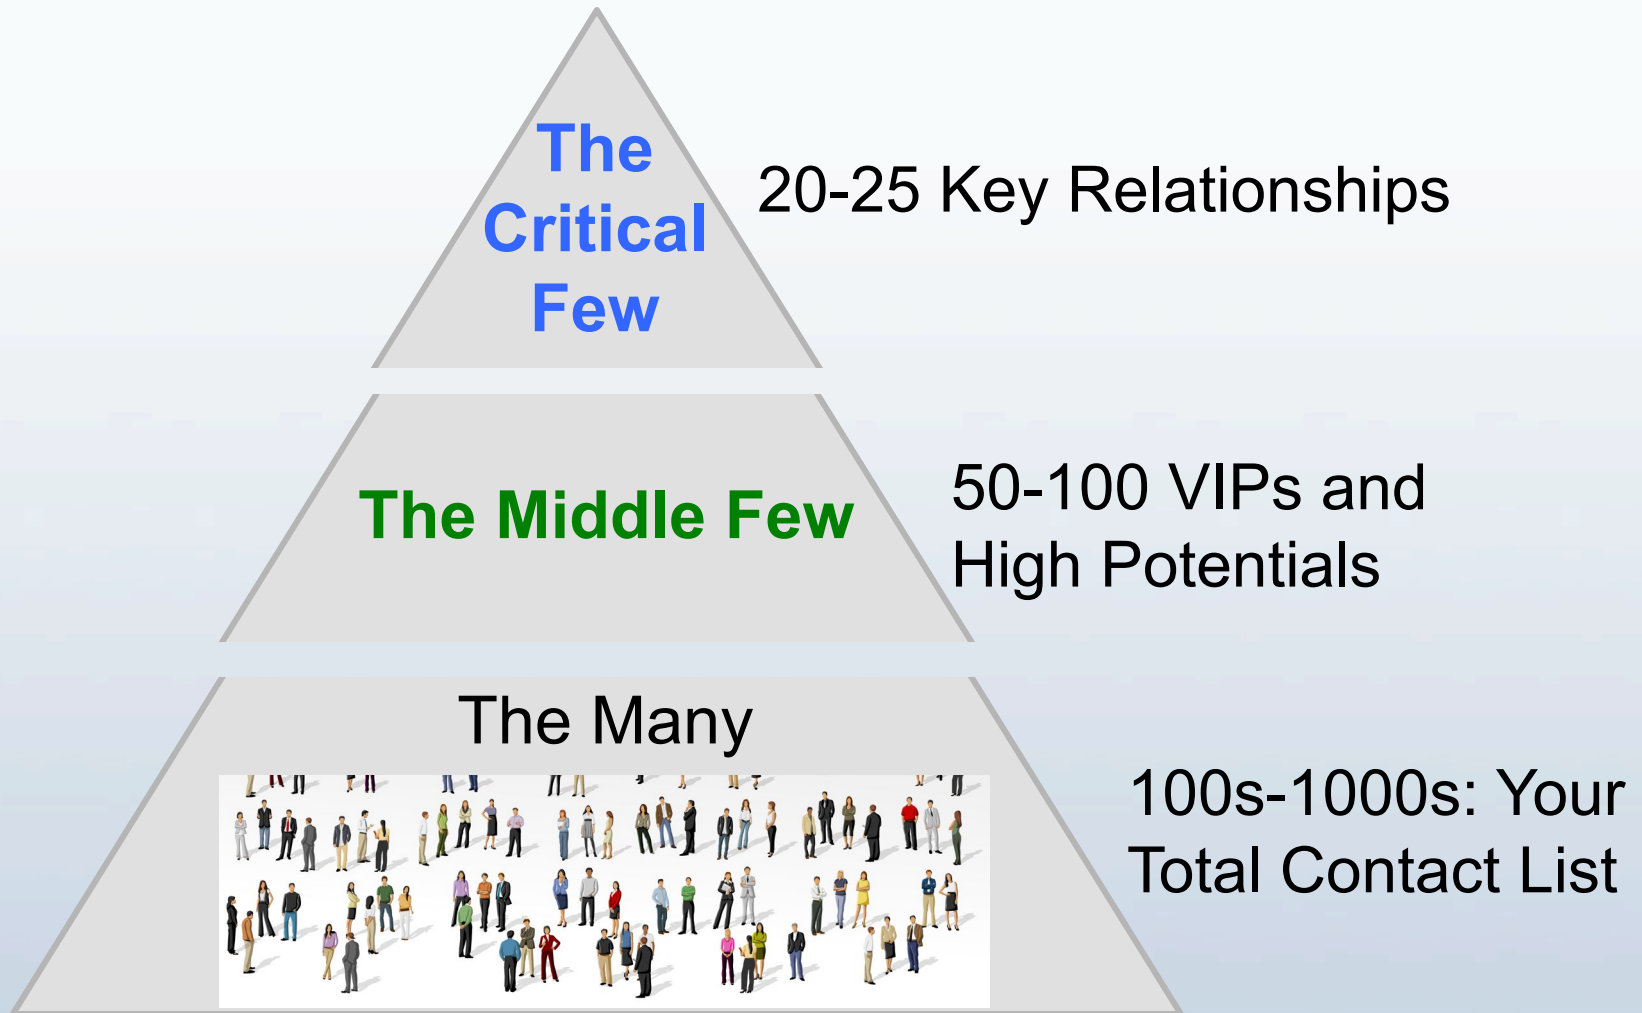 The
Critical
Few
20-25 Key Relationships
The Middle Few
50-100 VIPs and
High Potentials
The Many
100s-1000s: Your
Total Contact List